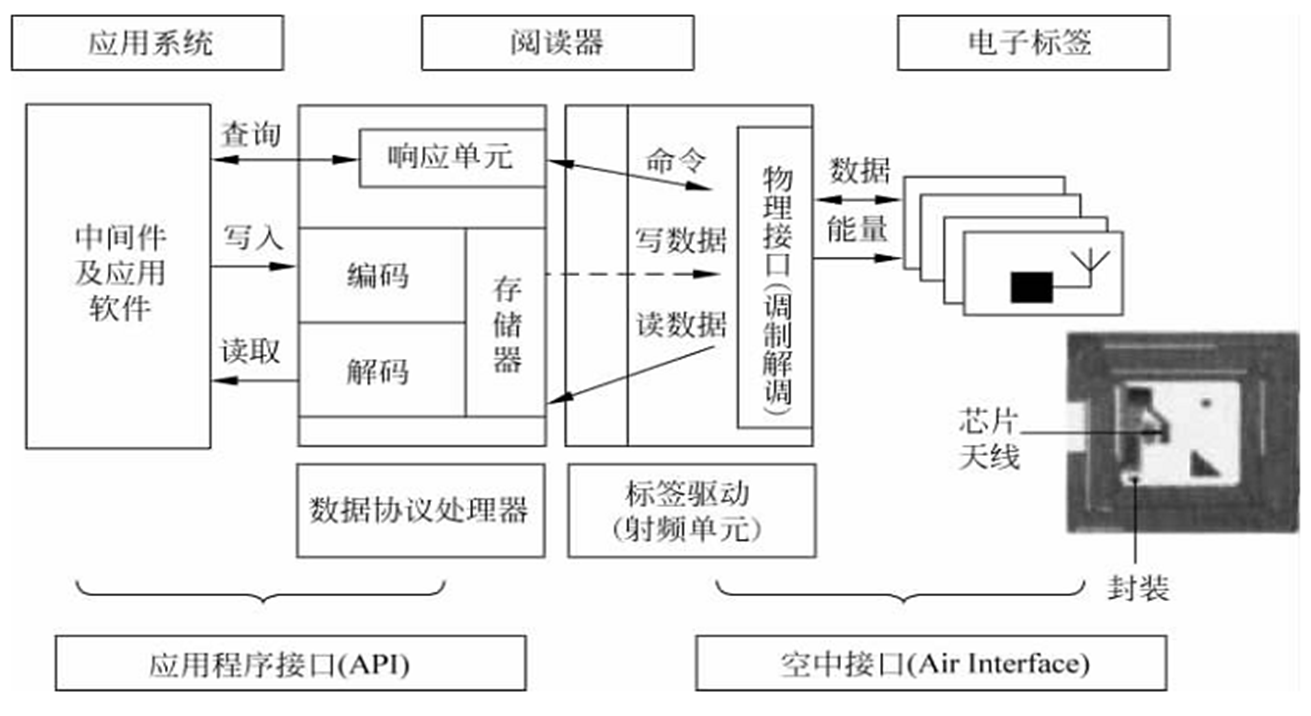 应用系统
阅读器
电子标签
查询
响应单元
命令
数据
能量
中间件
及应用
软件
写入
编码
存储器
写数据
物理接口(调制解调)
解码
读数据
读取
芯片
天线
封装
数据协议处理器
标签驱动
(射频单元)
应用程序接口(API)
空中接口(Air Interface)